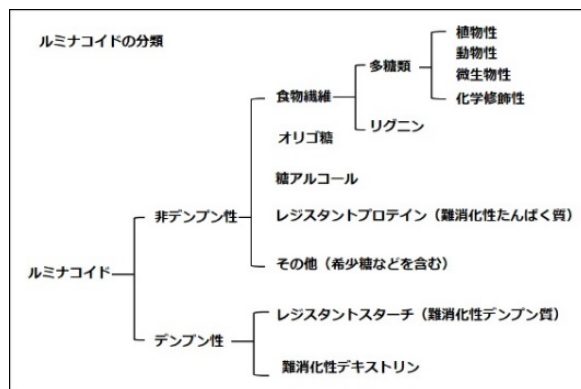 ルミナコイドの分類
植物性
動物性
多糖類
微生物性
食物繊維
化学修飾性
リグニン
オリゴ糖
糖アルコール
非デンプン性
レジスタントプロテイン（難消化性たんぱく質）
その他（希少糖などを含む）
ルミナコイド
レジスタントスターチ（難消化性デンプン質）
デンプン性
難消化性デキストリン